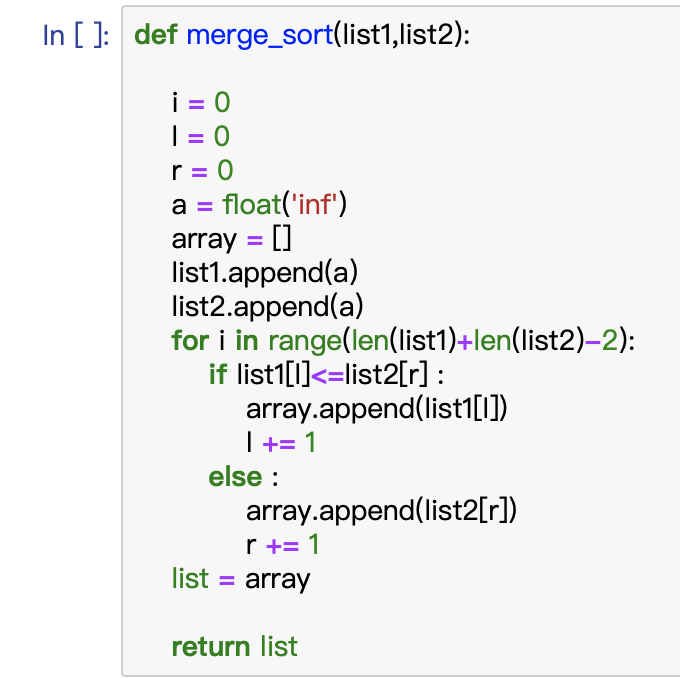 In [ ]: def merge_sort(list1,list2):
i = 0
l = 0
r = 0
a = float('inf')
array = []
list1.append(a)
list2.append(a)
for i in range(len(list1)+len(list2)-2):
if list1[l]<=list2[r] :
array.append(list1[l])
l += 1
else :
array.append(list2[r])
r += 1
list = array
return list